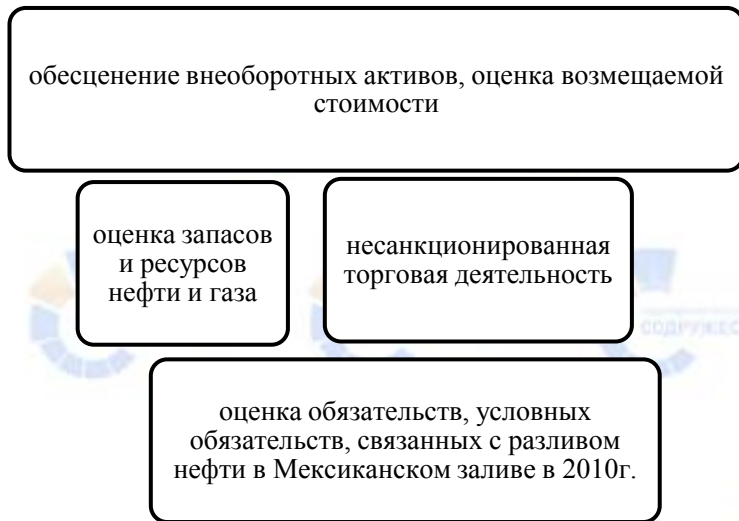 обесценение внеоборотных активов, оценка возмещаемой
стоимости
оценка запасов
и ресурсов
нефти и газа
несанкционированная
торговая деятельность
СОДРУЖЕС
оценка обязательств, условных
обязательств, связанных с разливом
нефти в Мексиканском заливе в 2010г.